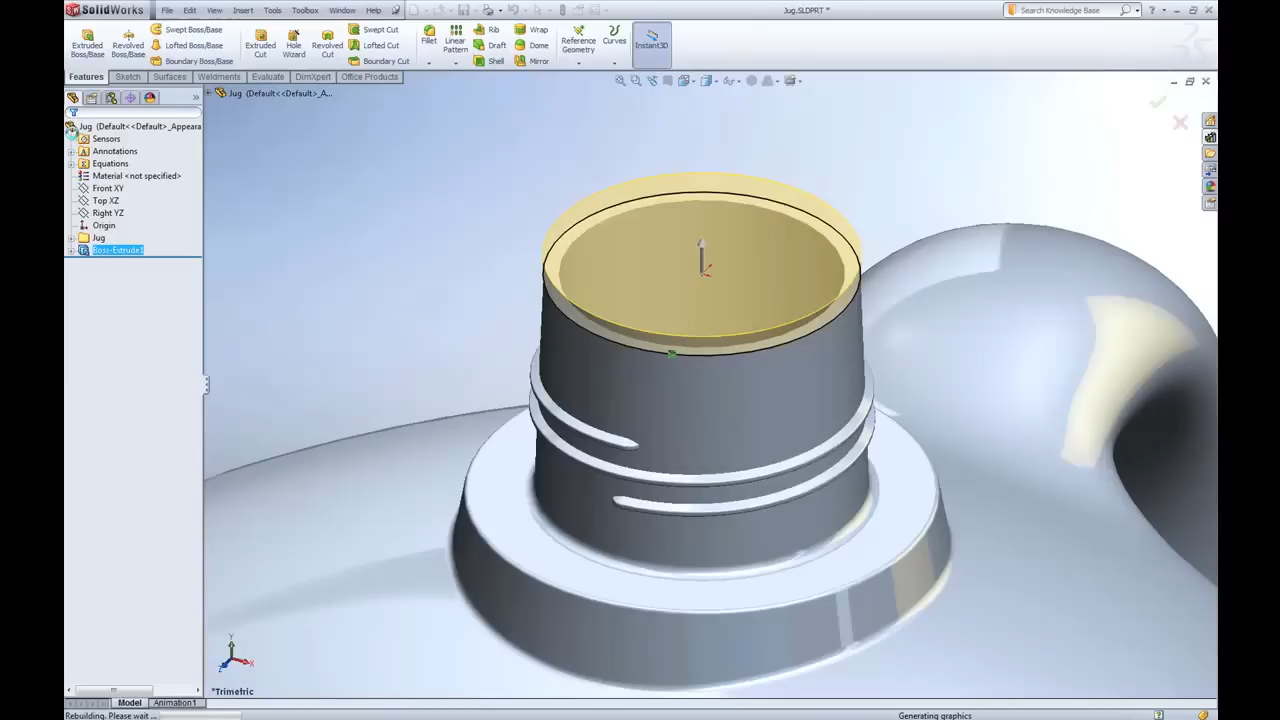 SolidWorks File Edit View Insert Tools Toolbox Window Help Jug.SLDPRT * Search Knowledge Base
Extruded Boss/Base
Revolved Boss/Base
Swept Boss/Base
Lofted Boss/Base
Boundary Boss/Base
Extruded Cut
Hole Wizard
Revolved Cut
Swept Cut
Lofted Cut
Boundary Cut
Fillet
Linear Pattern
Rib
Draft
Shell
Wrap
Dome
Mirror
Reference Geometry
Curves
Instant3D
Features Sketch Surfaces Weldments Evaluate DimXpert Office Products
Jug (Default<<Default>_A...
Jug (Default<<Default>_Appeara
Sensors
Annotations
Equations
Material <not specified>
Front XY
Top XZ
Right YZ
Origin
Jug
Boss-Extrude1
Y
X
Z
*Trimetric
Model Animation1
Rebuilding. Please wait ... Generating graphics